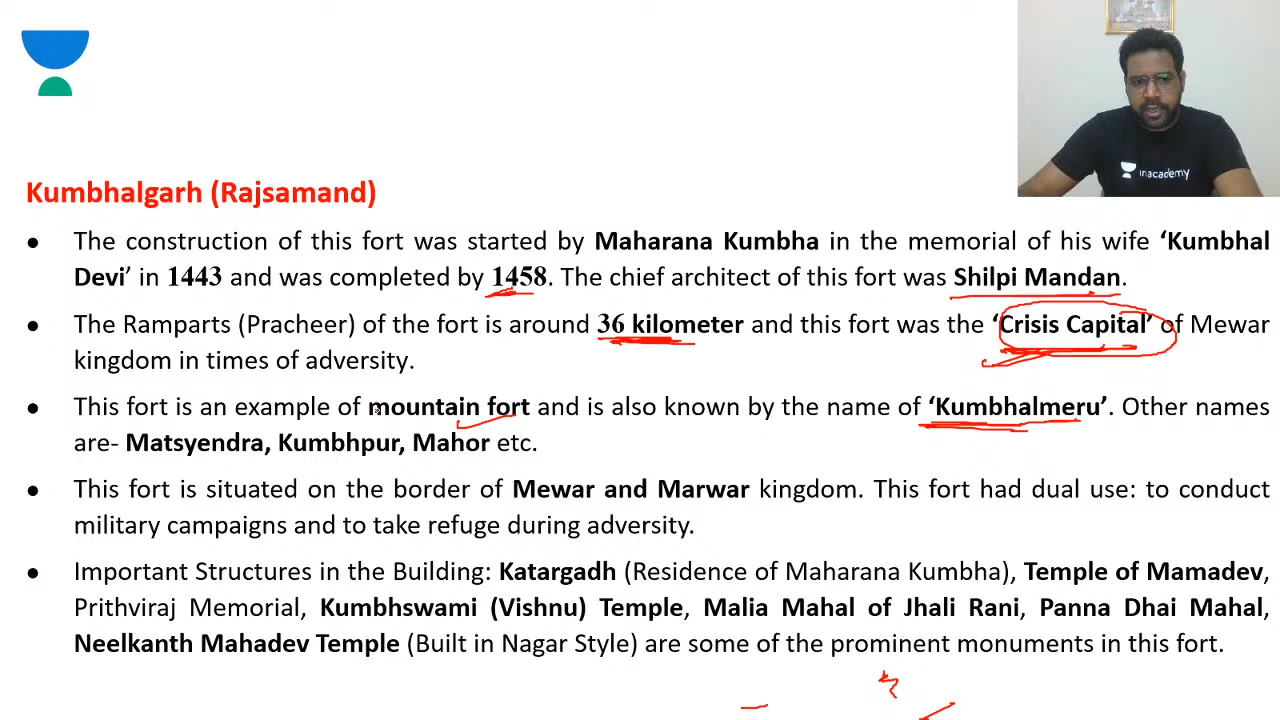 unacademy
Kumbhalgarh (Rajsamand)
● The construction of this fort was started by Maharana Kumbha in the memorial of his wife ‘Kumbhal
Devi’ in 1443 and was completed by 1458. The chief architect of this fort was Shilpi Mandan.
● The Ramparts (Pracheer) of the fort is around 36 kilometer and this fort was the ‘Crisis Capital’ of Mewar
kingdom in times of adversity.
● This fort is an example of mountain fort and is also known by the name of ‘Kumbhalmeru’. Other names
are- Matsyendra, Kumbhpur, Mahor etc.
● This fort is situated on the border of Mewar and Marwar kingdom. This fort had dual use: to conduct
military campaigns and to take refuge during adversity.
● Important Structures in the Building: Katargadh (Residence of Maharana Kumbha), Temple of Mamadev,
Prithviraj Memorial, Kumbhswami (Vishnu) Temple, Malia Mahal of Jhali Rani, Panna Dhai Mahal,
Neelkanth Mahadev Temple (Built in Nagar Style) are some of the prominent monuments in this fort.